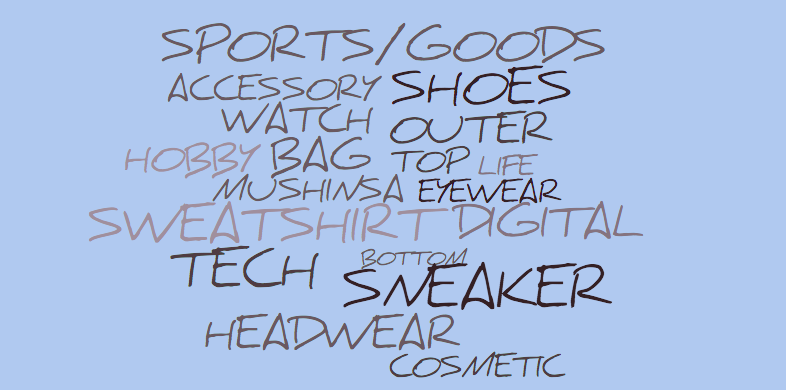 SPORTS/GOODS
ACCESSORY SHOES
WATCH OUTER
HOBBY BAG TOP LIFE
MUSHINSA EYEWEAR
SWEATSHIRT DIGITAL
TECH BOTTOM
SNEAKER
HEADWEAR
COSMETIC